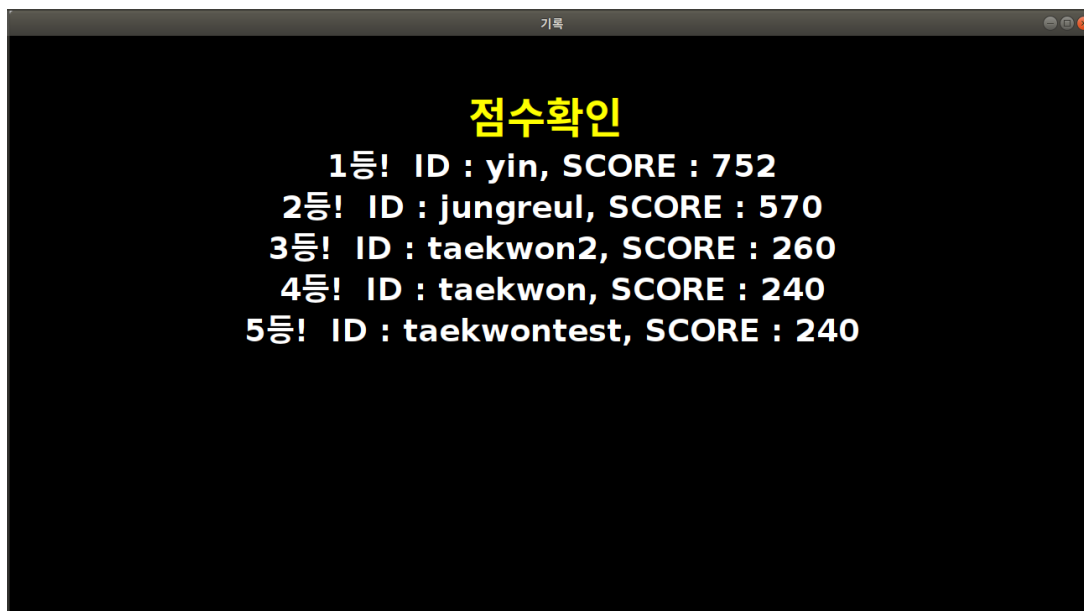 기록
점수확인
1등! ID : yin, SCORE : 752
2등! ID : jungreul, SCORE : 570
3등! ID : taekwon2, SCORE : 260
4등! ID : taekwon, SCORE : 240
5등! ID : taekwontest, SCORE : 240